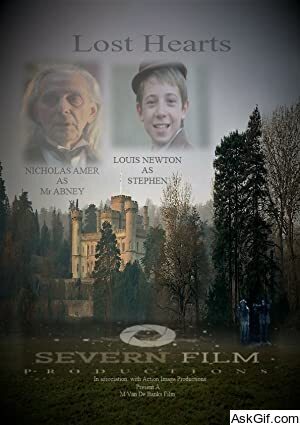 Lost Hearts
NICHOLAS AMER
AS
Mr ABNEY
LOUIS NEWTON
AS
STEPHEN
SEVERN FILM
PRODUCTIONS
In association, with Action Image Productions
Present A
M Van De Banks Film
AskGif.com